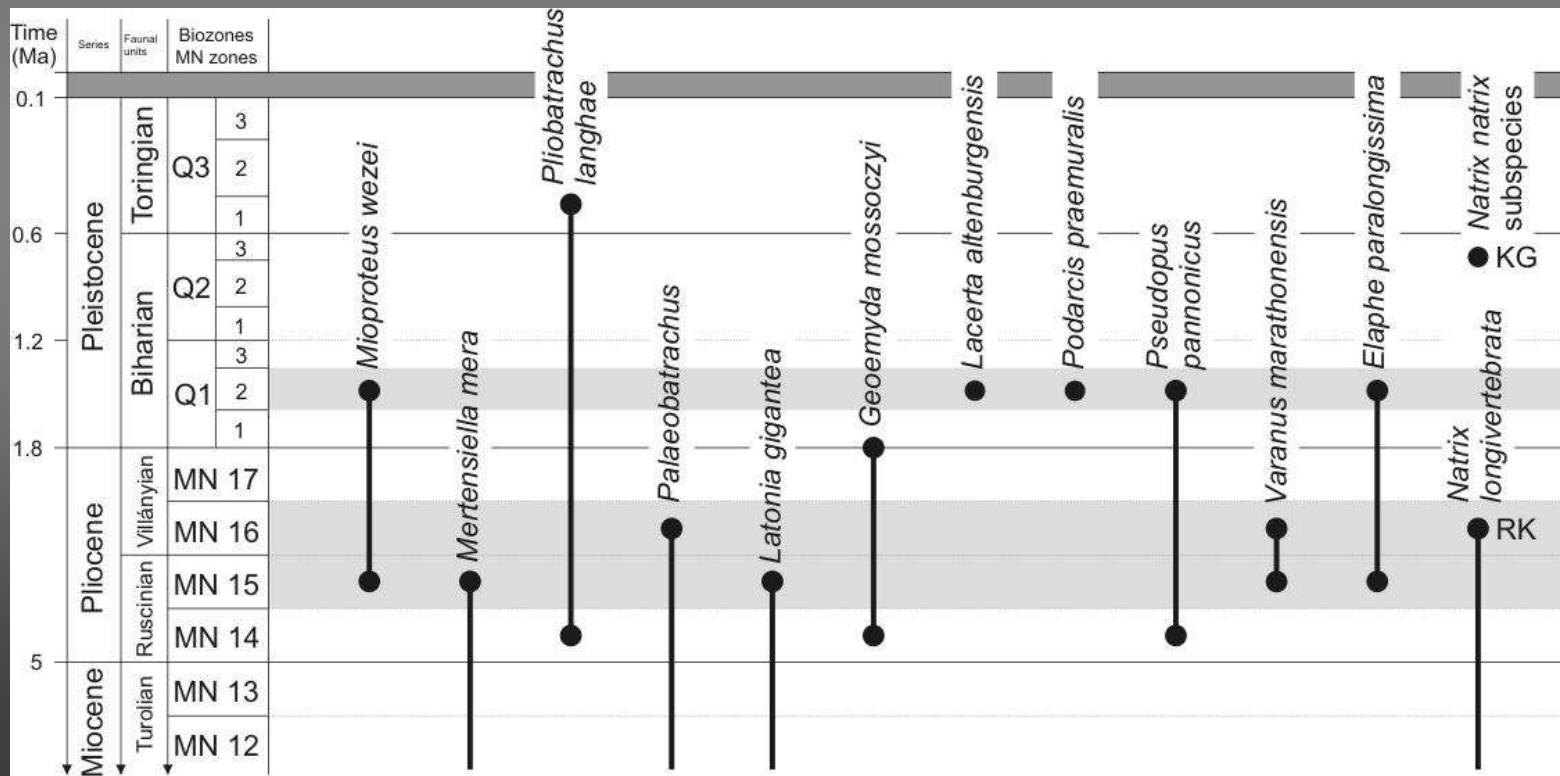 Time
(Ma)
Series
Faunal
units
Biozones
MN zones
0.1
0.6
1.2
1.8
5
Pleistocene
Pliocene
Miocene
Toringian
Biharian
Villányian
Ruscinian
Turolian
Q3
3
2
1
Q2
3
2
1
Q1
3
2
1
MN 17
MN 16
MN 15
MN 14
MN 13
MN 12
Mioproteus wezei
Mertensiella mera
Pliobatrachus
langhae
Palaeobatrachus
Latonia gigantea
Geoemyda mossoczyi
Lacerta altenburgensis
Podarcis praemuralis
Pseudopus
pannonicus
Varanus marathonensis
Elaphe paralongissima
Natrix natrix
subspecies
KG
Natrix
longivertebrata
RK